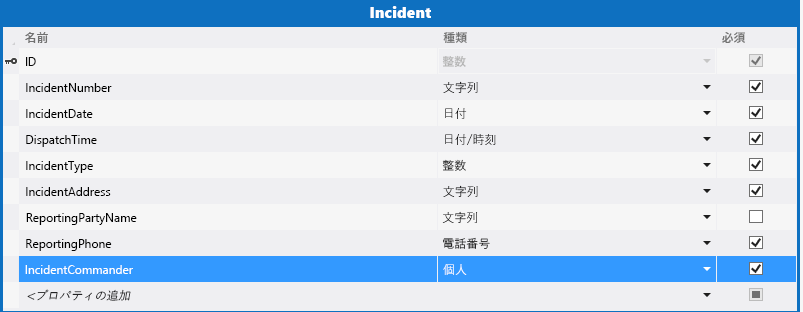 Incident
名前 種類 必須
ID 整数
IncidentNumber 文字列
IncidentDate 日付
DispatchTime 日付/時刻
IncidentType 整数
IncidentAddress 文字列
ReportingPartyName 文字列
ReportingPhone 電話番号
IncidentCommander 個人
<プロパティの追加